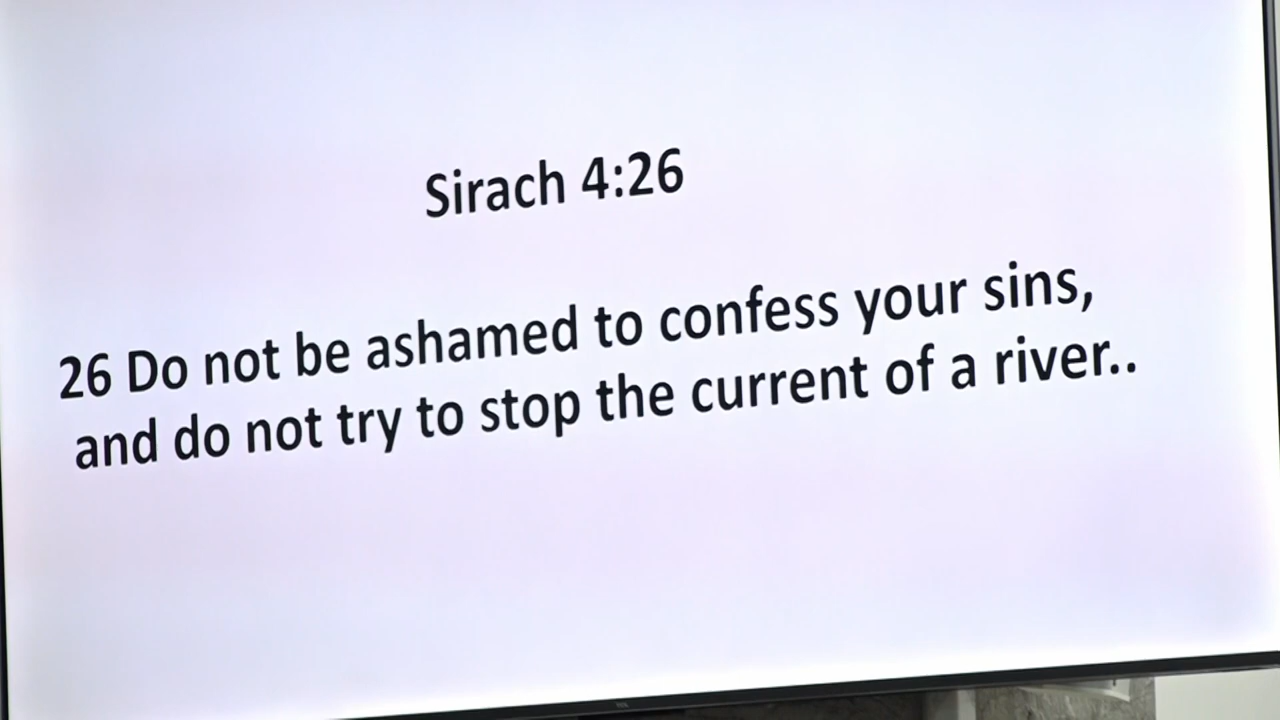 Sirach 4:26
26 Do not be ashamed to confess your sins,
and do not try to stop the current of a river..